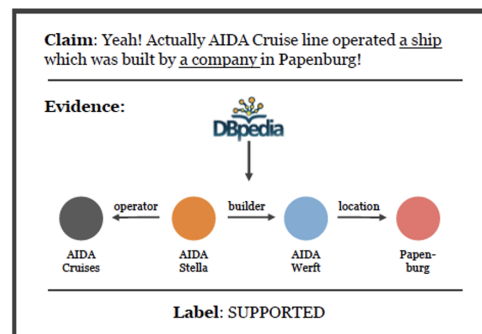 Claim: Yeah! Actually AIDA Cruise line operated a ship
which was built by a company in Papenburg!
Evidence:
DBpedia
operator builder location
AIDA Cruises
AIDA Stella
AIDA Werft
Papen-
burg
Label: SUPPORTED